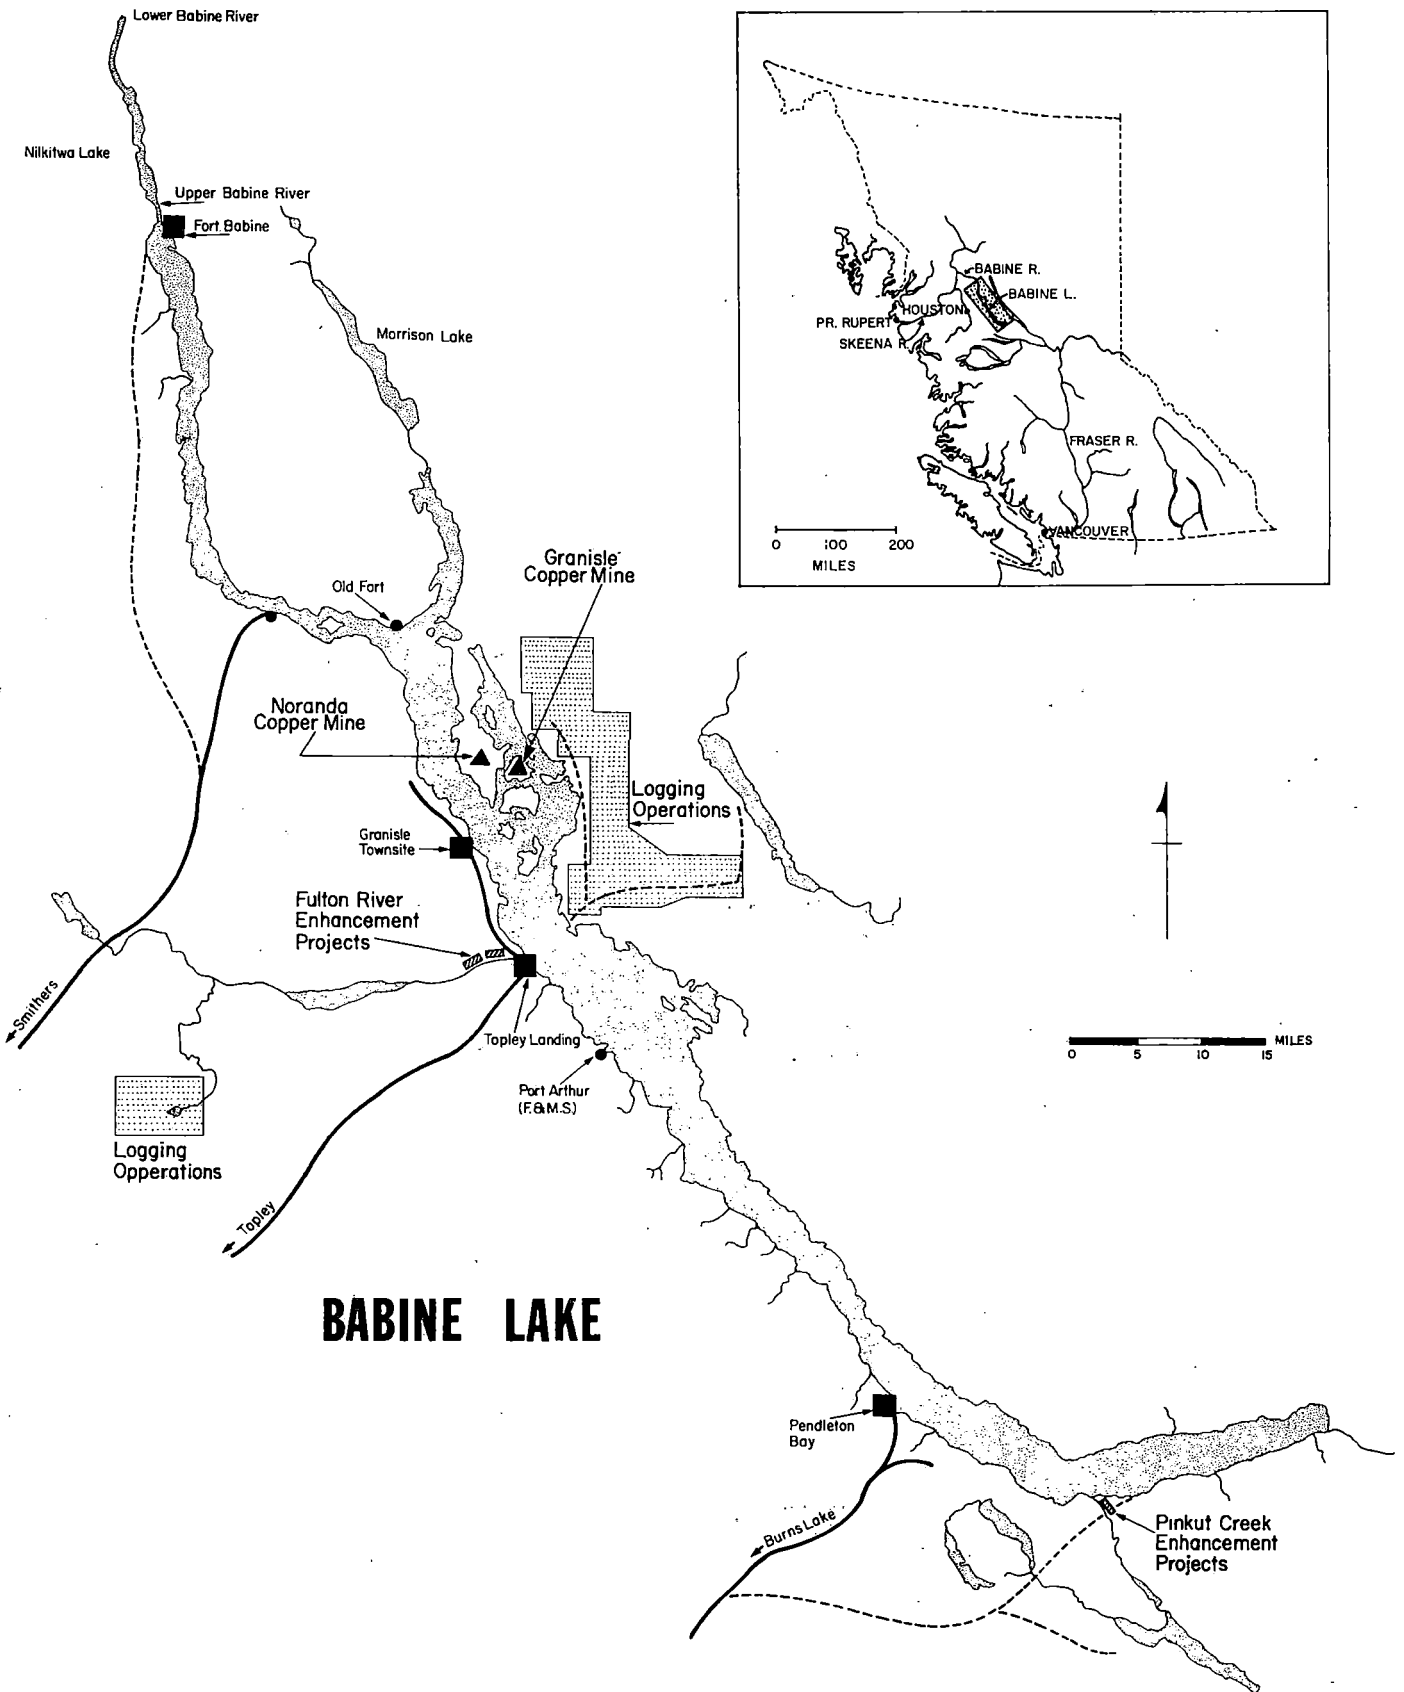 Lower Babine River
Nilkitwa Lake
Upper Babine River
Fort Babine
Morrison Lake
BABINE R.
BABINE L.
HOUSTON
PR. RUPERT
SKEENA R.
FRASER R.
VANCOUVER
0 100 200
MILES
Granisle
Copper Mine
Old Fort
Noranda
Copper Mine
Logging
Operations
Granisle
Townsite
Fulton River
Enhancement
Projects
Smithers
Topley Landing
MILES
0 5 10 15
Port Arthur
(F.&M.S)
Logging
Opperations
Topley
BABINE LAKE
Pendleton
Bay
Burns Lake
Pinkut Creek
Enhancement
Projects